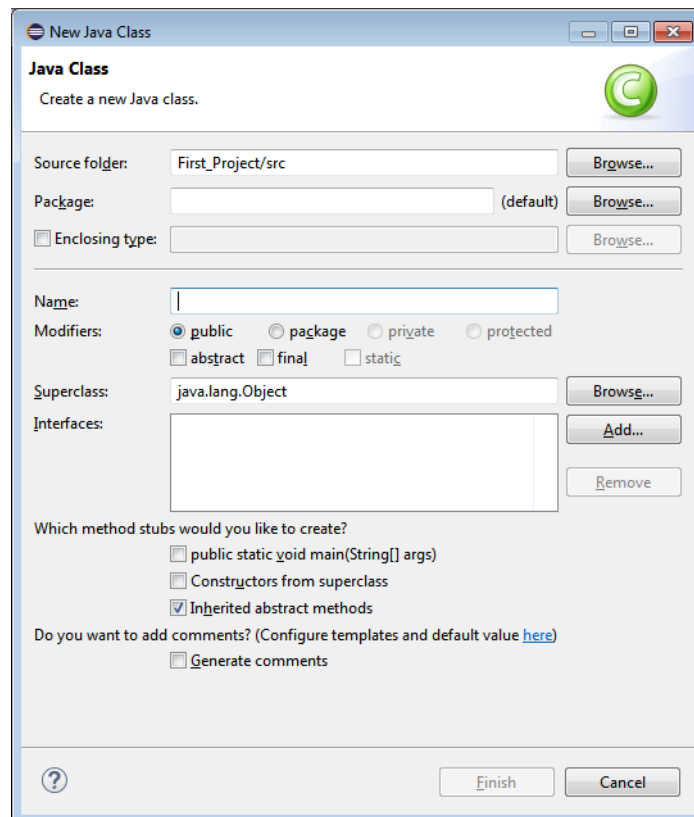 New Java Class
Java Class
Create a new Java class.
C
Source folder: First_Project/src Browse...
Package: (default) Browse...
Enclosing type: Browse...
Name:
Modifiers: public package private protected
abstract final static
Superclass: java.lang.Object Browse...
Interfaces: Add...
Remove
Which method stubs would you like to create?
public static void main(String[] args)
Constructors from superclass
Inherited abstract methods
Do you want to add comments? (Configure templates and default value here)
Generate comments
? Finish Cancel